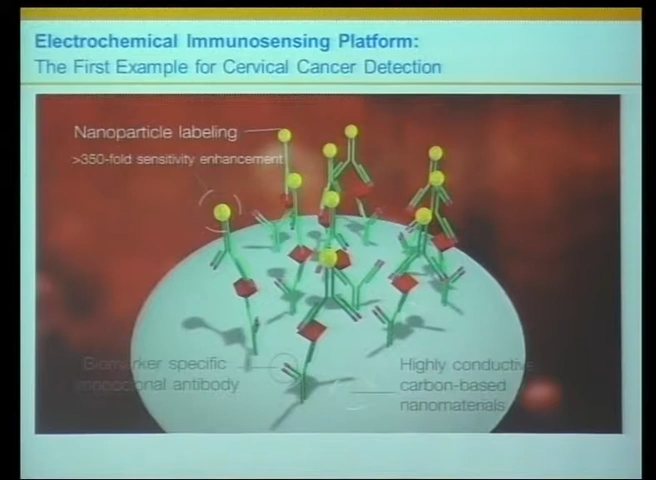 Electrochemical Immunosensing Platform:
The First Example for Cervical Cancer Detection
Nanoparticle labeling
>350-fold sensitivity enhancement
Biomarker specific
monoclonal antibody
Highly conductive
carbon-based
nanomaterials